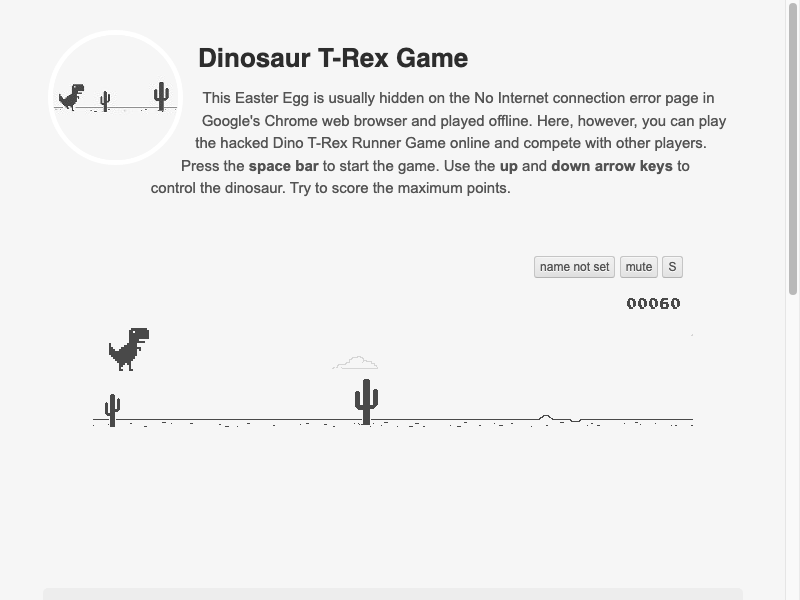 Dinosaur T-Rex Game
This Easter Egg is usually hidden on the No Internet connection error page in
Google's Chrome web browser and played offline. Here, however, you can play
the hacked Dino T-Rex Runner Game online and compete with other players.
Press the space bar to start the game. Use the up and down arrow keys to
control the dinosaur. Try to score the maximum points.
name not set mute S
00060